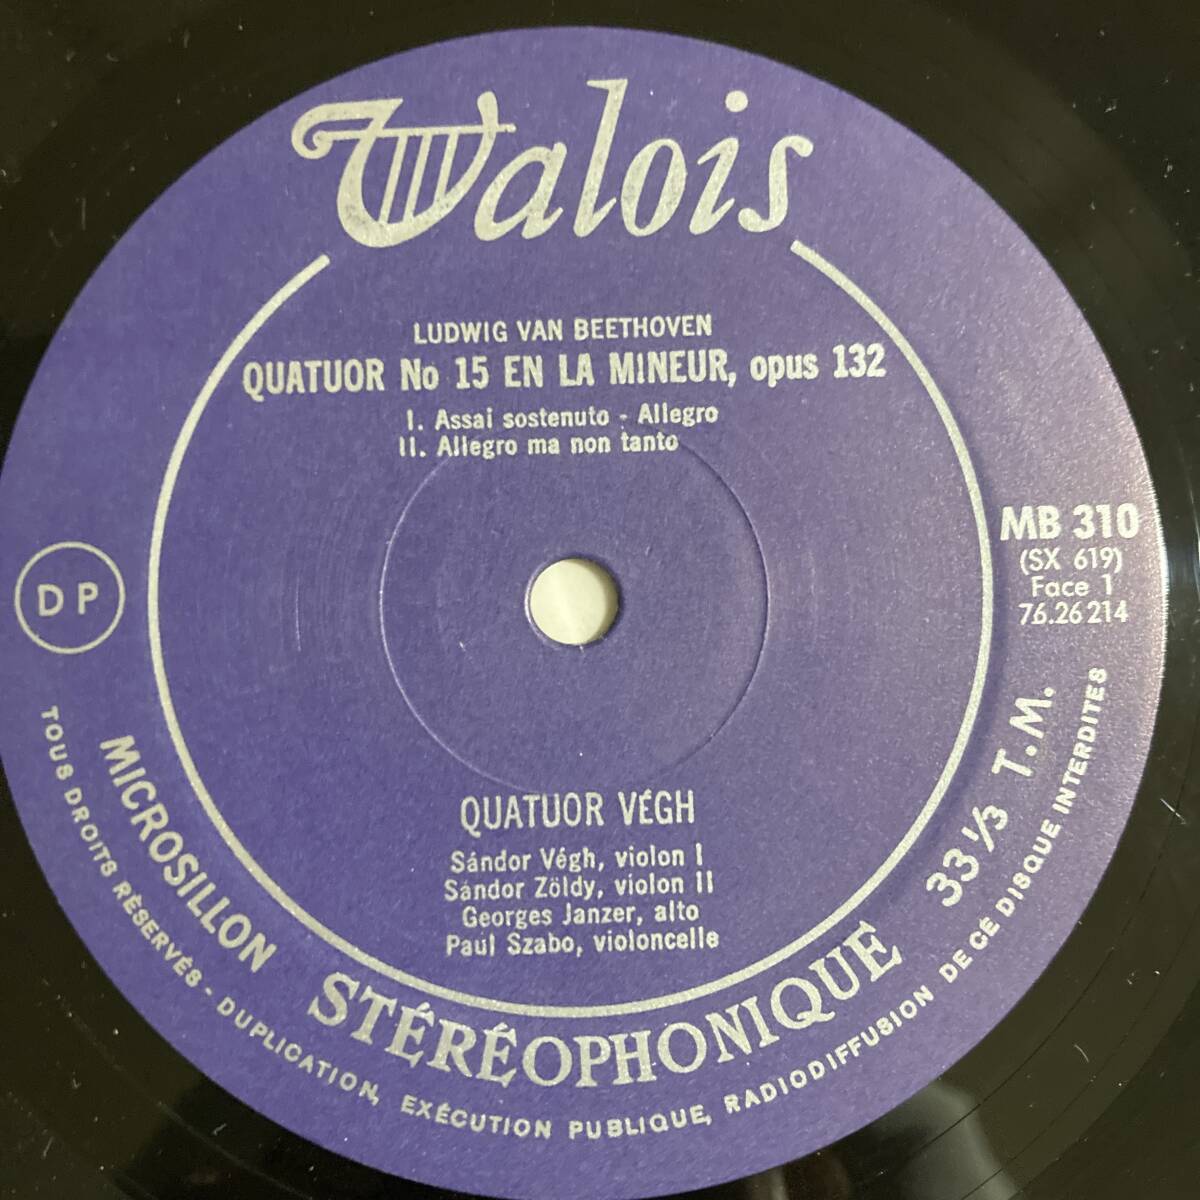 Valois
LUDWIG VAN BEETHOVEN
QUATUOR No 15 EN LA MINEUR, opus 132
I. Assai sostenuto - Allegro
II. Allegro ma non tanto
MB 310
(SX 619)
Face 1
76.26214
DP
QUATUOR VÉGH
Sándor Végh, violon I
Sándor Zöldy, violon II
Georges Janzer, alto
Paul Szabo, violoncelle
MICROSILLON STÉRÉOPHONIQUE 33 1/3 T.M.
TOUS DROITS RÉSERVÉS - DUPLICATION, EXÉCUTION PUBLIQUE, RADIODIFFUSION DE CE DISQUE INTERDITES